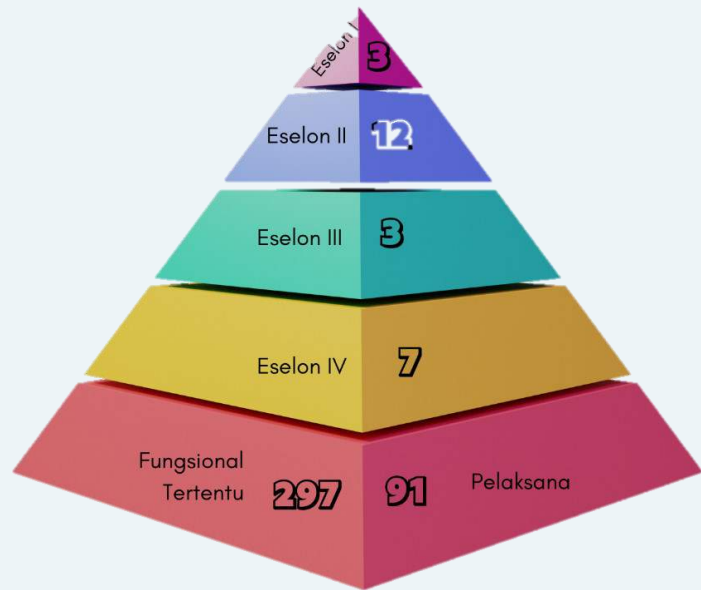 Eselon I
3
Eselon II
12
Eselon III
3
Eselon IV
7
Fungsional
Tertentu
297
91
Pelaksana